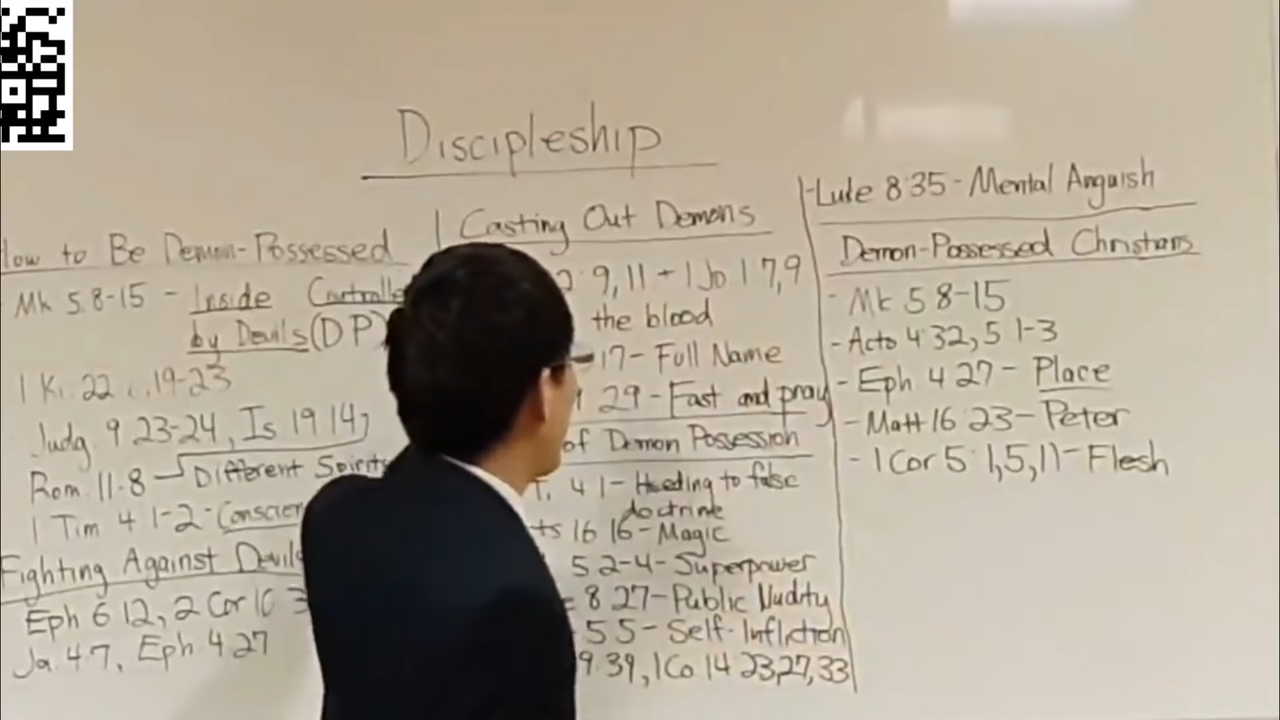 Discipleship
How to Be Demon-Possessed
Mk 5:8-15 - Inside Controlled
by Devils (DP)
1 Ki. 22:19-23
Judg. 9:23-24, Is 19:14,
Rom. 11:8 - Different Spirits
1 Tim 4:1-2 - Conscien
Fighting Against Devils
Eph 6:12, 2 Cor 10:3
Ja. 4:7, Eph. 4:27
Casting Out Demons
9, 11 + 1 Jo 1:7,9
the blood
17 - Full Name
29 - Fast and pray
of Demon Possession
4:1 - Heeding to false
doctrine
ts 16:16 - Magic
5:2-4 - Superpower
8:27 - Public Nudity
5:5 - Self-Infliction
9:39, 1 Co 14:23,27,33
- Luke 8:35 - Mental Anguish
Demon-Possessed Christians
- Mk 5:8-15
- Acts 4:32, 5:1-3
- Eph 4:27 - Place
- Matt 16:23 - Peter
- 1 Cor 5:1,5,11 - Flesh